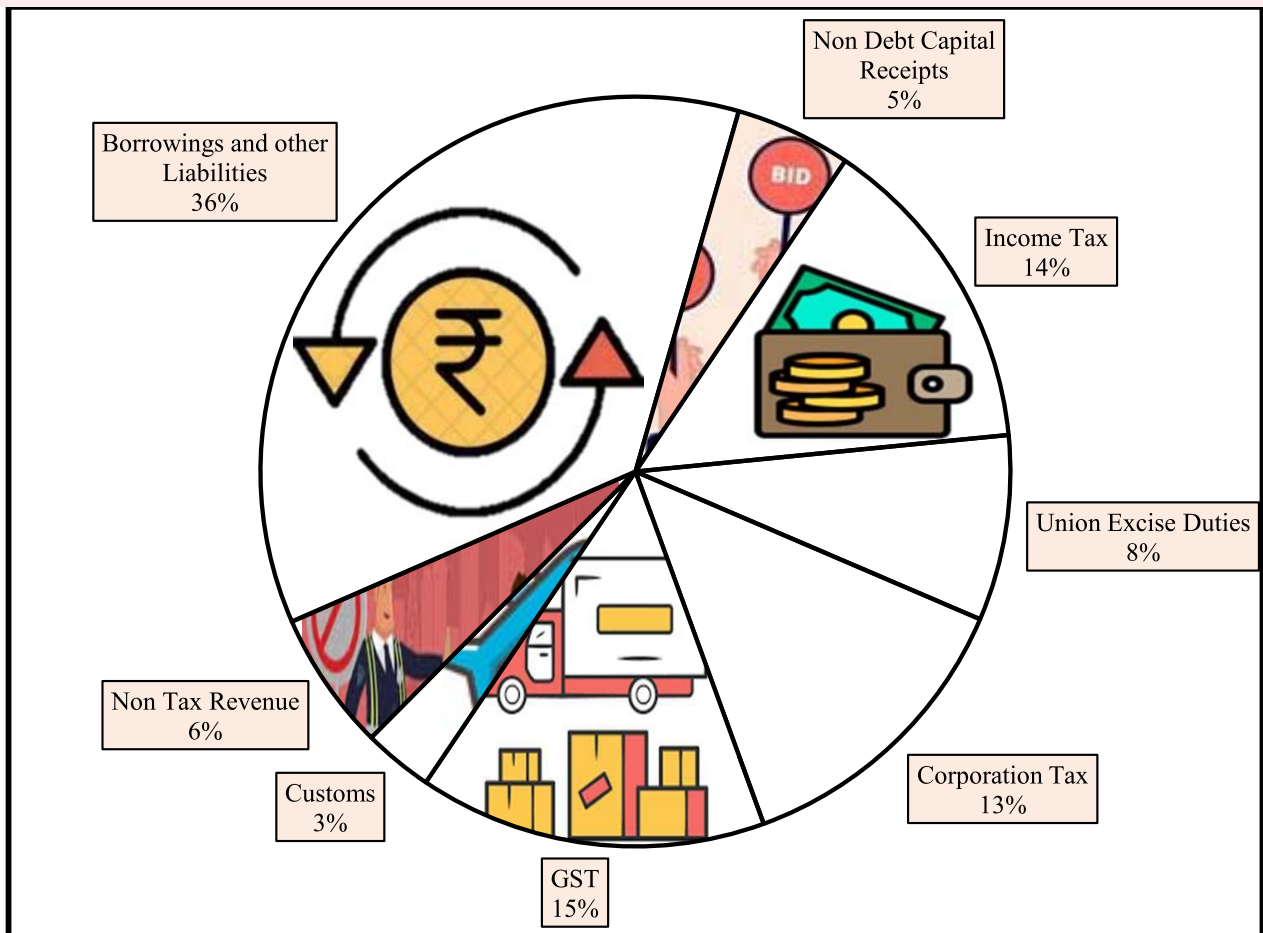 Non Debt Capital
Receipts
5%
Borrowings and other
Liabilities
36%
BID
Income Tax
14%
₹
Union Excise Duties
8%
Non Tax Revenue
6%
Corporation Tax
13%
Customs
3%
GST
15%